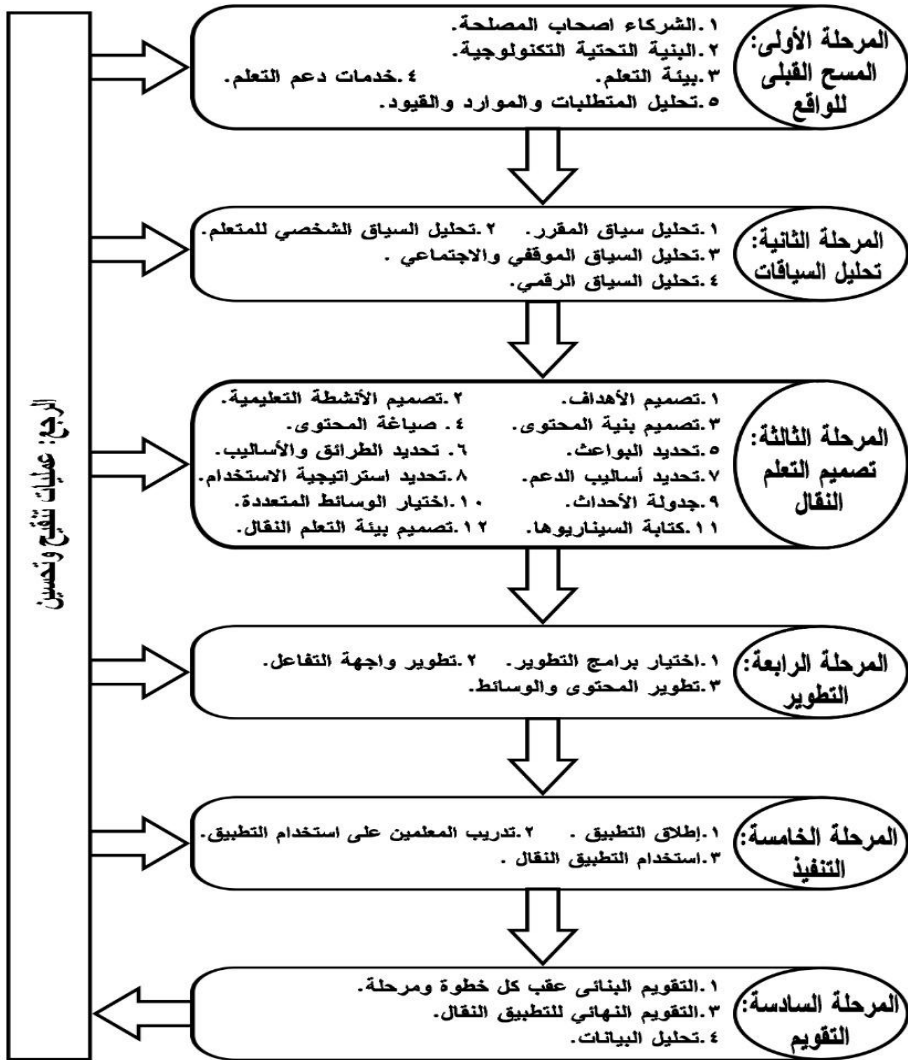 المرحلة الأولى:
المسح القبلى
للواقع
١.الشركاء اصحاب المصلحة.
٢.البنية التحتية التكنولوجية.
٣.بيئة التعلم. ٤.خدمات دعم التعلم.
٥.تحليل المتطلبات والموارد والقيود.
المرحلة الثانية:
تحليل السياقات
١.تحليل سياق المقرر. ٢.تحليل السياق الشخصي للمتعلم.
٣.تحليل السياق الموقفي والاجتماعي .
٤.تحليل السياق الرقمي.
المرحلة الثالثة:
تصميم التعلم
النقال
١.تصميم الأهداف. ٢.تصميم الأنشطة التعليمية.
٣.تصميم بنية المحتوى. ٤. صياغة المحتوى.
٥.تحديد البواعث. ٦. تحديد الطرائق والأساليب.
٧.تحديد أساليب الدعم. ٨.تحديد استراتيجية الاستخدام.
٩.جدولة الأحداث. ١٠.اختيار الوسائط المتعددة.
١١.كتابة السيناريوها. ١٢.تصميم بيئة التعلم النقال.
المرحلة الرابعة:
التطوير
١.اختيار برامج التطوير. ٢.تطوير واجهة التفاعل.
٣.تطوير المحتوى والوسائط.
المرحلة الخامسة:
التنفيذ
١.إطلاق التطبيق . ٢.تدريب المعلمين على استخدام التطبيق.
٣.استخدام التطبيق النقال .
المرحلة السادسة:
التقويم
١.التقويم البنائى عقب كل خطوة ومرحلة.
٣.التقويم النهائي للتطبيق النقال.
٤.تحليل البيانات.
الرجع: عمليات تنقيح وتحسين